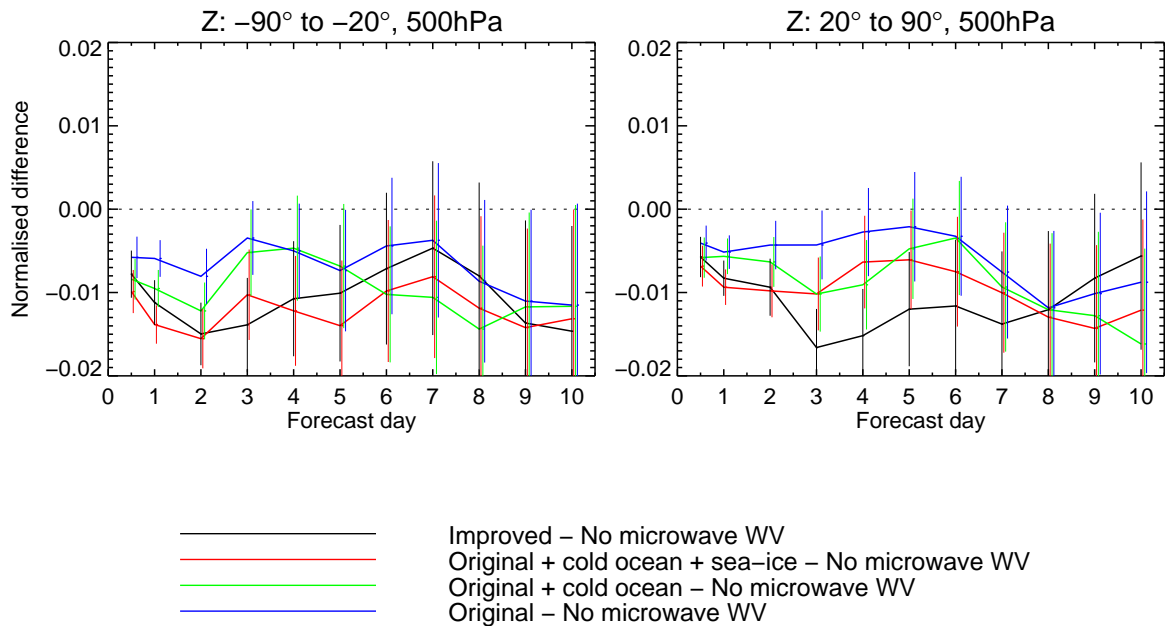 Z: −90° to −20°, 500hPa
Z: 20° to 90°, 500hPa
Normalised difference
0.02
0.01
0.00
−0.01
−0.02
0 1 2 3 4 5 6 7 8 9 10
Forecast day
0.02
0.01
0.00
−0.01
−0.02
0 1 2 3 4 5 6 7 8 9 10
Forecast day
Improved − No microwave WV
Original + cold ocean + sea−ice − No microwave WV
Original + cold ocean − No microwave WV
Original − No microwave WV